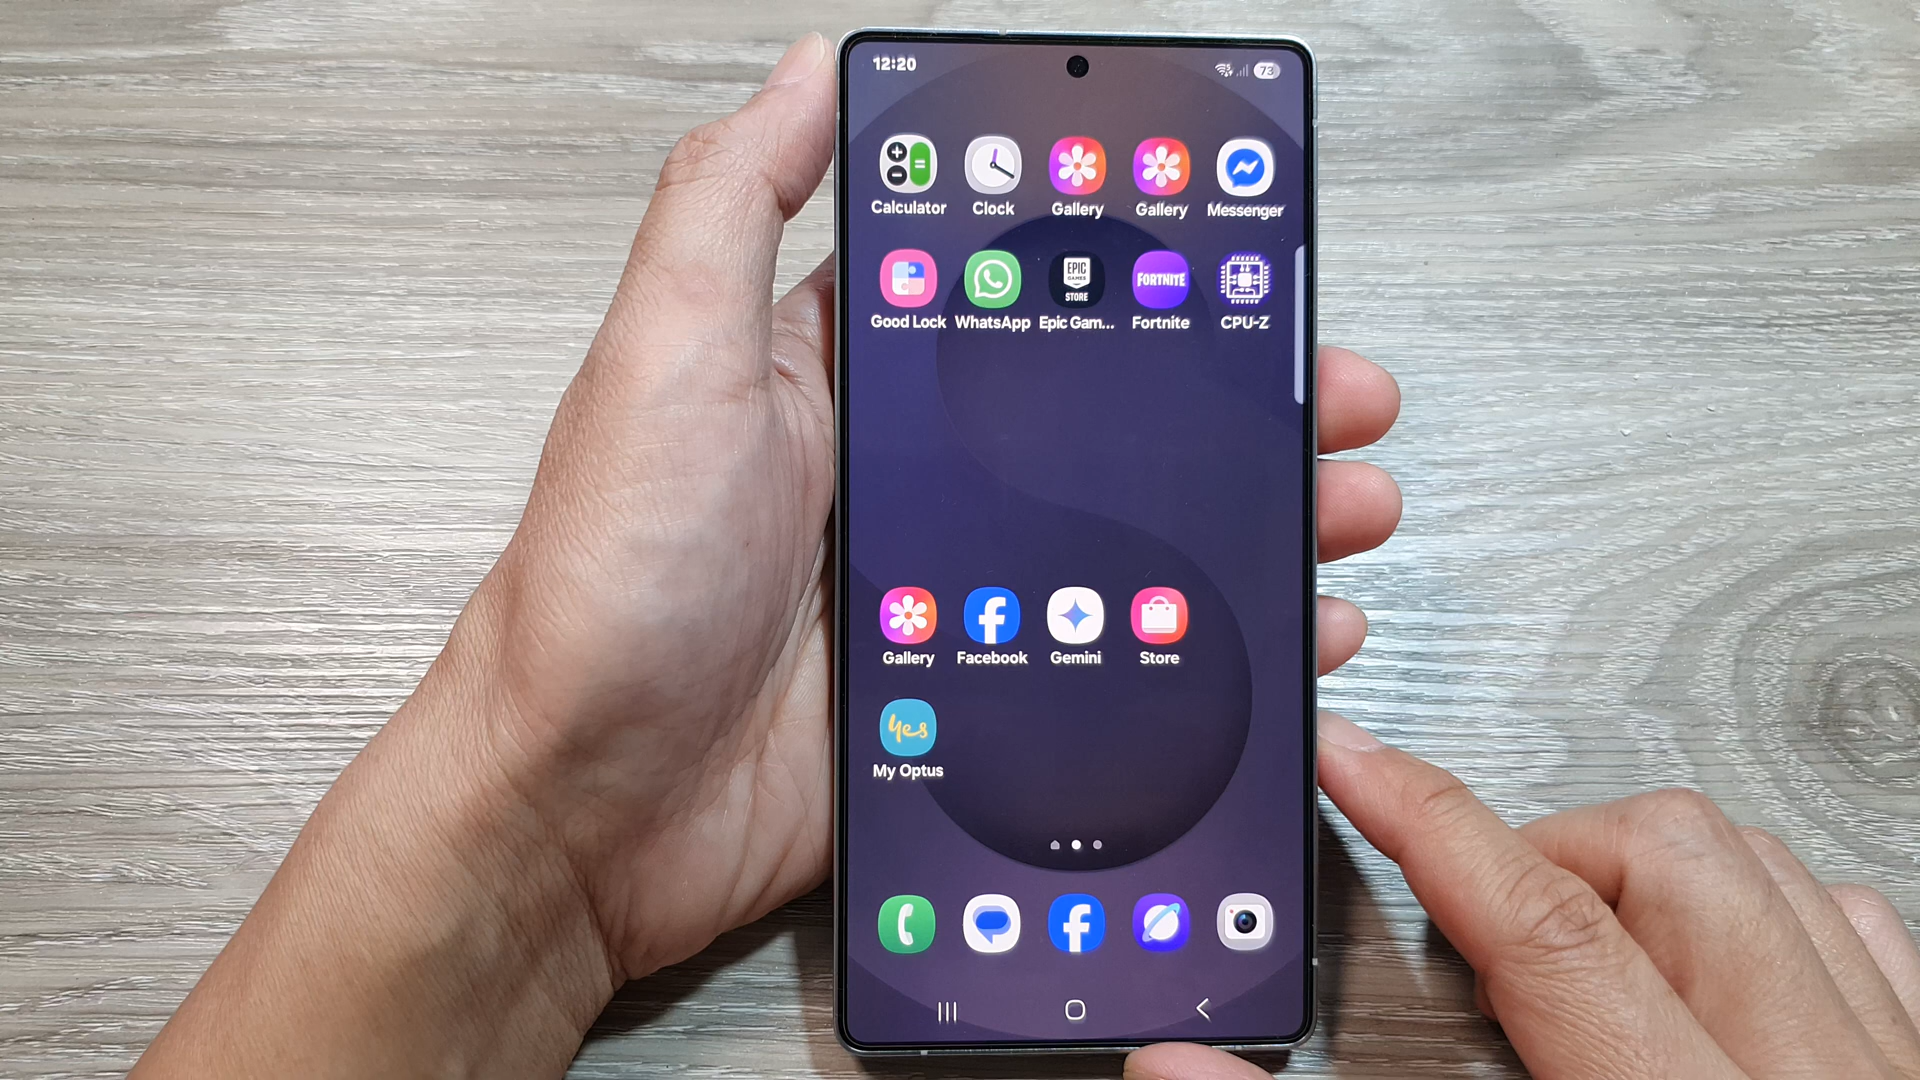 12:20
73
Calculator
Clock
Gallery
Gallery
Messenger
EPIC
GAMES
STORE
FORTNITE
Good Lock
WhatsApp
Epic Gam...
Fortnite
CPU-Z
Gallery
Facebook
Gemini
Store
yes
My Optus